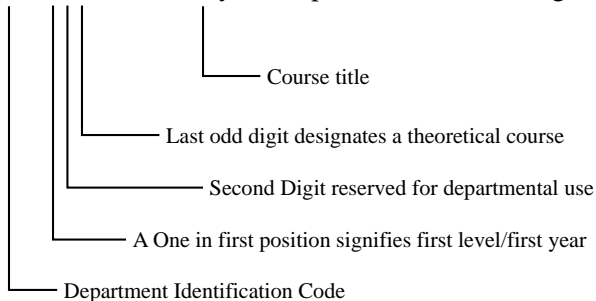 Course title
Last odd digit designates a theoretical course
Second Digit reserved for departmental use
A One in first position signifies first level/first year
Department Identification Code